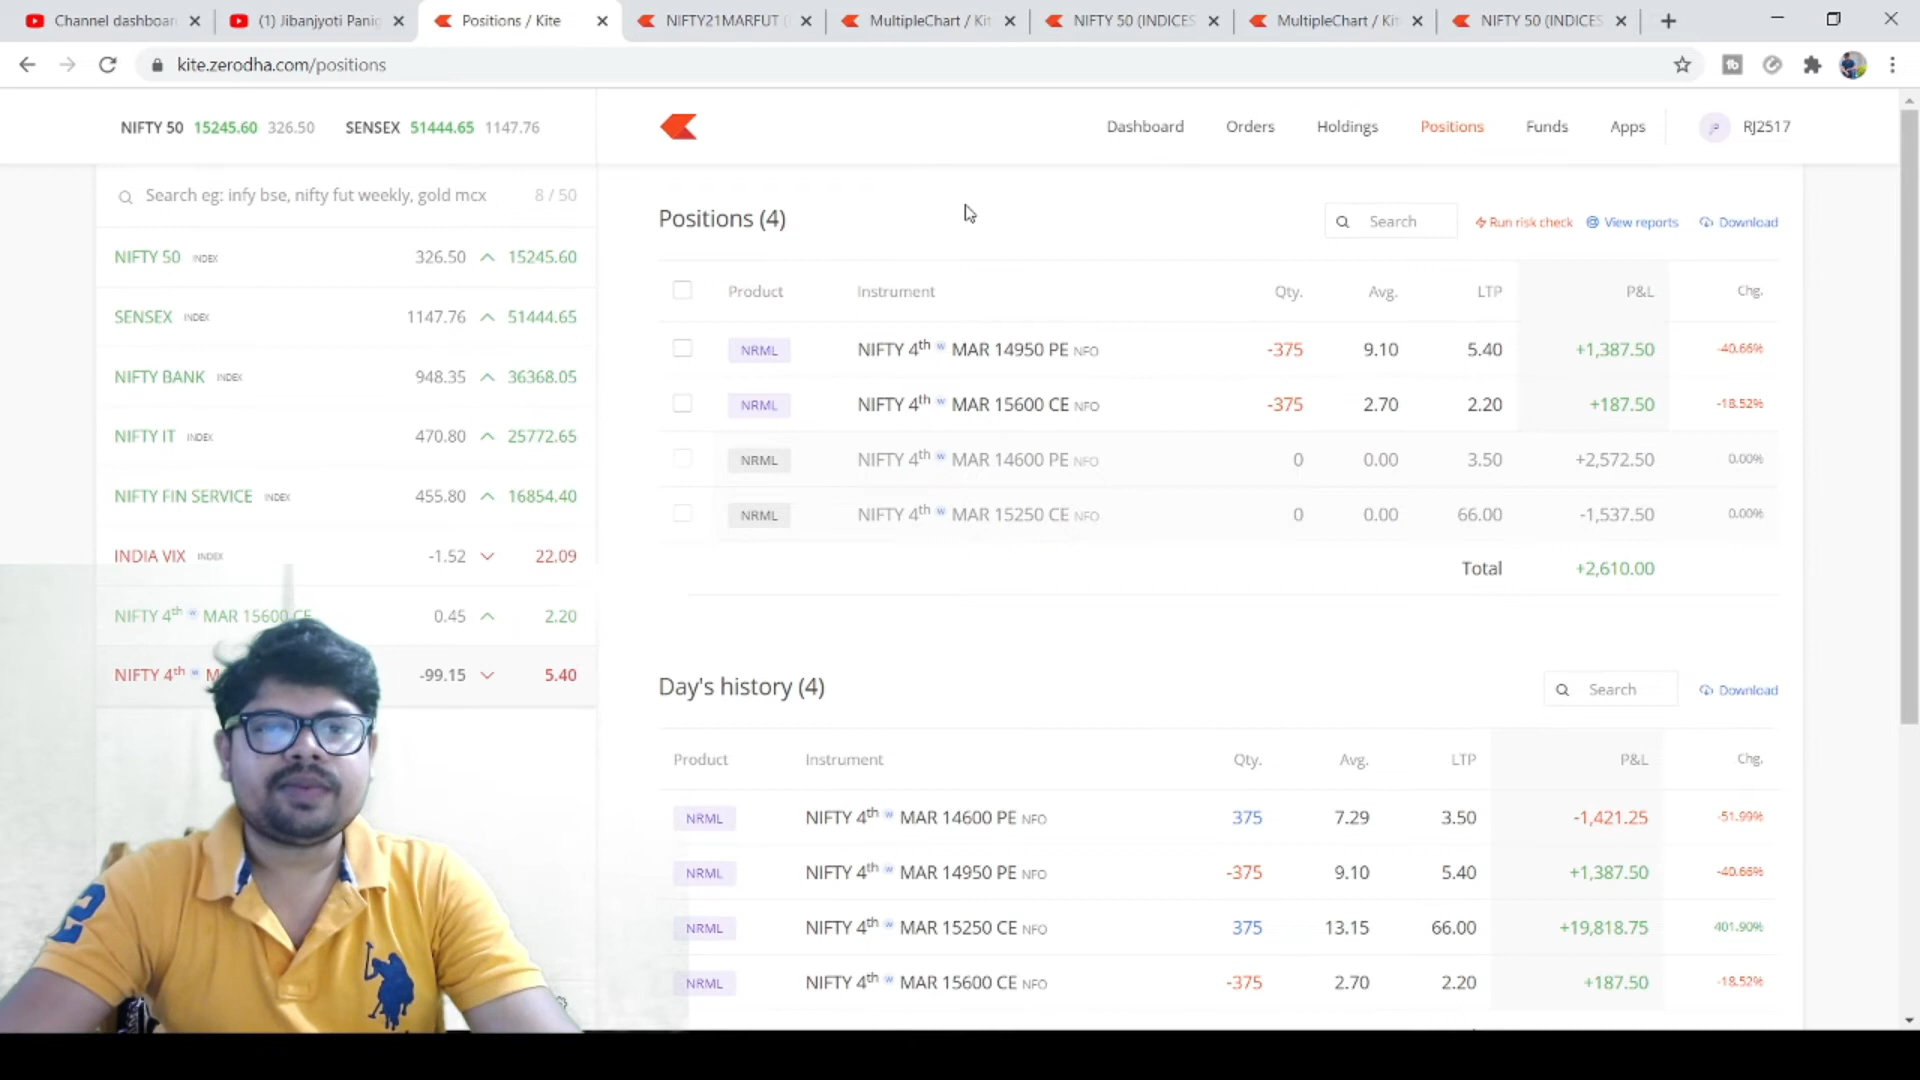 Channel dashboar
(1) Jibanjyoti Panig
Positions / Kite
NIFTY21MARFUT (
MultipleChart / Kit
NIFTY 50 (INDICES
MultipleChart / Kit
NIFTY 50 (INDICES
kite.zerodha.com/positions
NIFTY 50 15245.60 326.50 SENSEX 51444.65 1147.76
Dashboard Orders Holdings Positions Funds Apps RJ2517
Search eg: infy bse, nifty fut weekly, gold mcx 8 / 50
NIFTY 50 INDEX 326.50 15245.60
SENSEX INDEX 1147.76 51444.65
NIFTY BANK INDEX 948.35 36368.05
NIFTY IT INDEX 470.80 25772.65
NIFTY FIN SERVICE INDEX 455.80 16854.40
INDIA VIX INDEX -1.52 22.09
NIFTY 4th w MAR 15600 CE 0.45 2.20
NIFTY 4th w M -99.15 5.40
Positions (4) Search Run risk check View reports Download
Product Instrument Qty. Avg. LTP P&L Chg.
NRML NIFTY 4th w MAR 14950 PE NFO -375 9.10 5.40 +1,387.50 -40.66%
NRML NIFTY 4th w MAR 15600 CE NFO -375 2.70 2.20 +187.50 -18.52%
NRML NIFTY 4th w MAR 14600 PE NFO 0 0.00 3.50 +2,572.50 0.00%
NRML NIFTY 4th w MAR 15250 CE NFO 0 0.00 66.00 -1,537.50 0.00%
Total +2,610.00
Day's history (4) Search Download
Product Instrument Qty. Avg. LTP P&L Chg.
NRML NIFTY 4th w MAR 14600 PE NFO 375 7.29 3.50 -1,421.25 -51.99%
NRML NIFTY 4th w MAR 14950 PE NFO -375 9.10 5.40 +1,387.50 -40.66%
NRML NIFTY 4th w MAR 15250 CE NFO 375 13.15 66.00 +19,818.75 401.90%
NRML NIFTY 4th w MAR 15600 CE NFO -375 2.70 2.20 +187.50 -18.52%
2